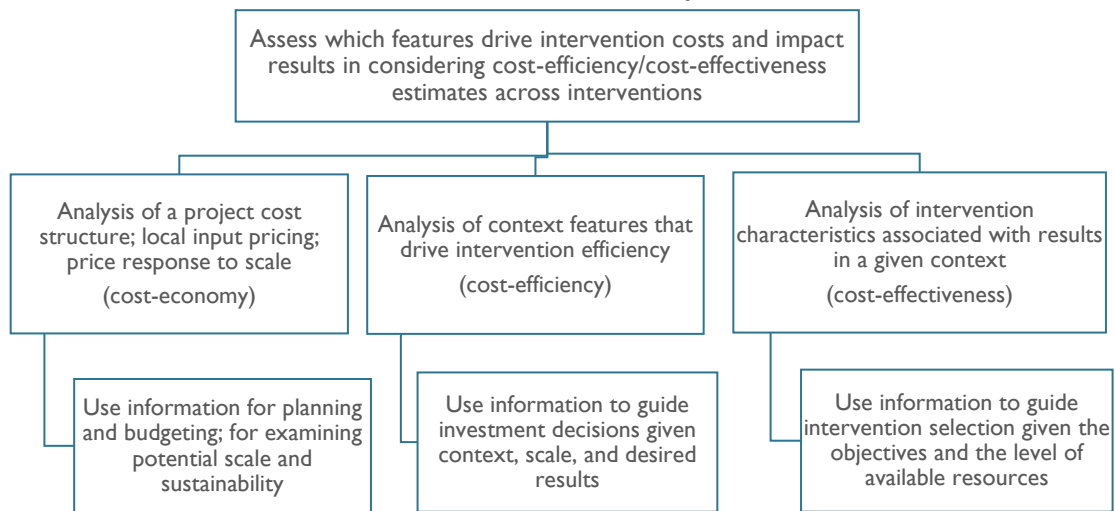 Assess which features drive intervention costs and impact
results in considering cost-efficiency/cost-effectiveness
estimates across interventions
Analysis of a project cost
structure; local input pricing;
price response to scale
(cost-economy)
Analysis of context features that
drive intervention efficiency
(cost-efficiency)
Analysis of intervention
characteristics associated with results
in a given context
(cost-effectiveness)
Use information for planning
and budgeting; for examining
potential scale and
sustainability
Use information to guide
investment decisions given
context, scale, and desired
results
Use information to guide
intervention selection given the
objectives and the level of
available resources